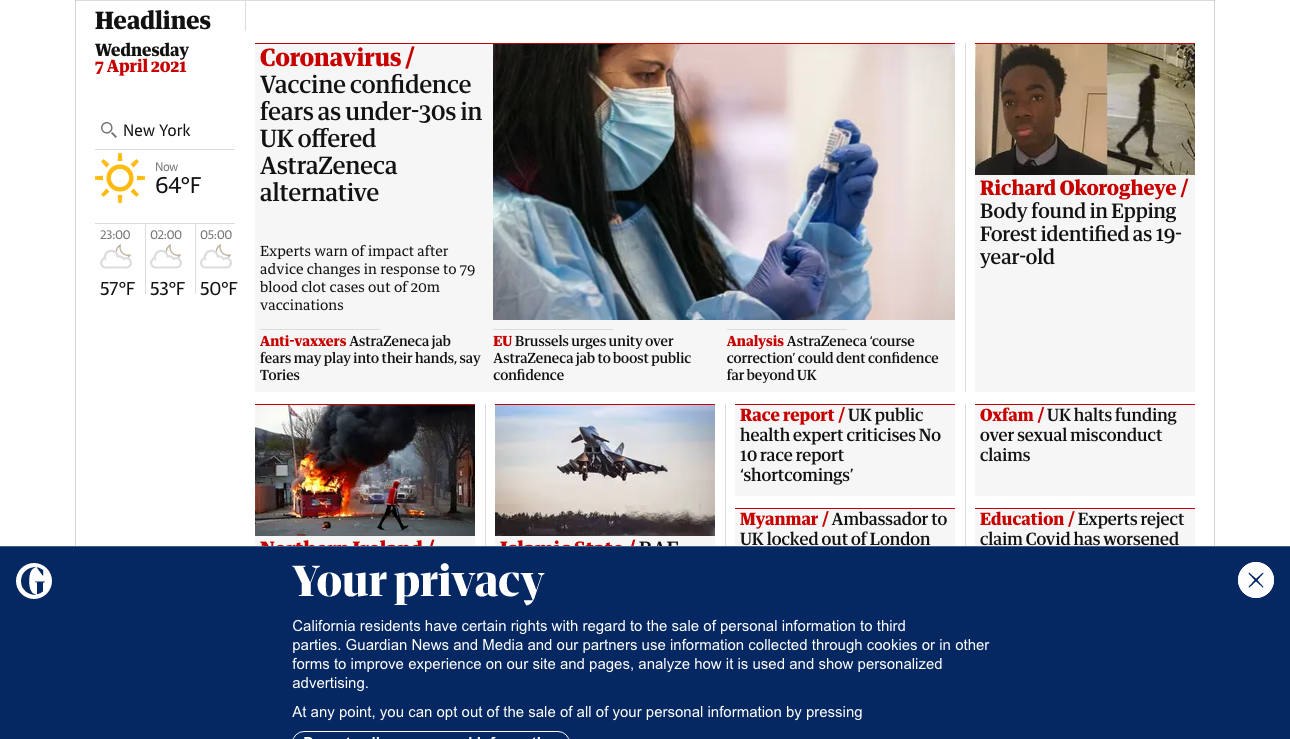 Headlines
Wednesday
7 April 2021
New York
Now
64°F
23:00
02:00
05:00
57°F
53°F
50°F
Coronavirus /
Vaccine confidence
fears as under-30s in
UK offered
AstraZeneca
alternative
Experts warn of impact after
advice changes in response to 79
blood clot cases out of 20m
vaccinations
Anti-vaxxers AstraZeneca jab
fears may play into their hands, say
Tories
EU Brussels urges unity over
AstraZeneca jab to boost public
confidence
Analysis AstraZeneca ‘course
correction’ could dent confidence
far beyond UK
Richard Okorogheye /
Body found in Epping
Forest identified as 19-
year-old
Northern Ireland /
Islamic State / RAF
Race report / UK public
health expert criticises No
10 race report
‘shortcomings’
Myanmar / Ambassador to
UK locked out of London
Oxfam / UK halts funding
over sexual misconduct
claims
Education / Experts reject
claim Covid has worsened
Your privacy
California residents have certain rights with regard to the sale of personal information to third
parties. Guardian News and Media and our partners use information collected through cookies or in other
forms to improve experience on our site and pages, analyze how it is used and show personalized
advertising.
At any point, you can opt out of the sale of all of your personal information by pressing